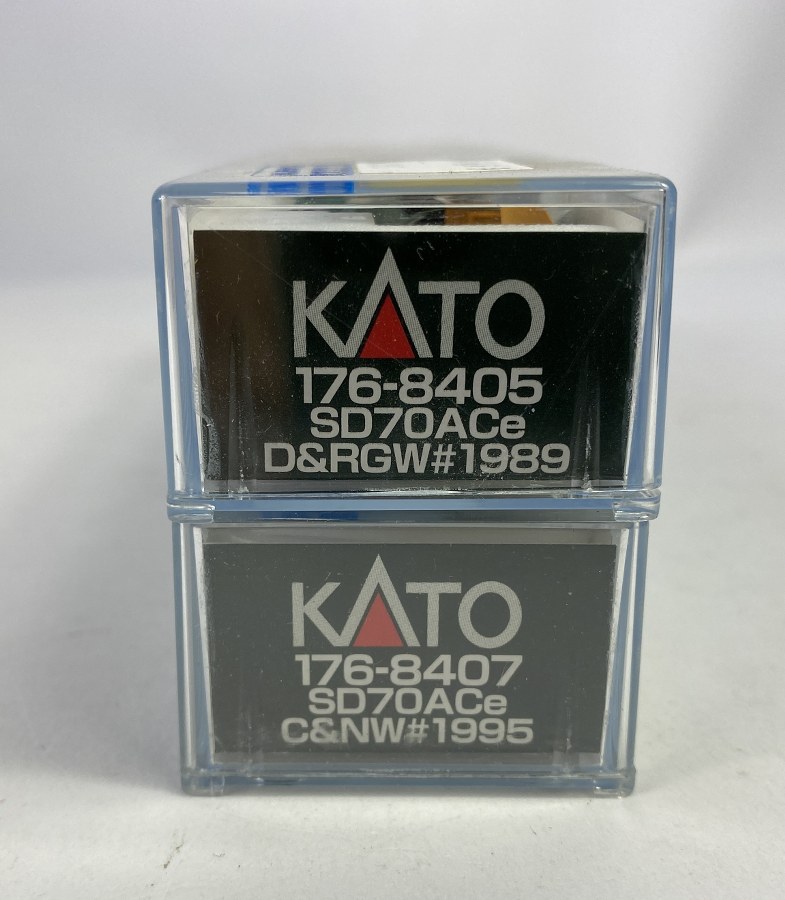 KATO
176-8405
SD70ACe
D&RGW#1989
KATO
176-8407
SD70ACe
C&NW#1995